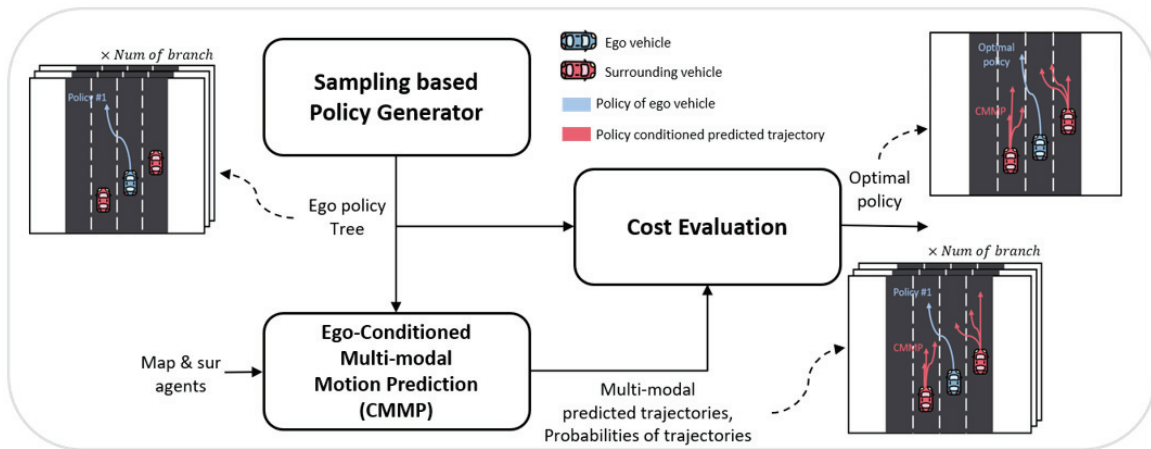 × Num of branch
Policy #1
Sampling based
Policy Generator
Ego vehicle
Surrounding vehicle
Policy of ego vehicle
Policy conditioned predicted trajectory
Optimal
policy
CMMP
Ego policy
Tree
Cost Evaluation
Optimal
policy
× Num of branch
Policy #1
CMMP
Map & sur
agents
Ego-Conditioned
Multi-modal
Motion Prediction
(CMMP)
Multi-modal
predicted trajectories,
Probabilities of trajectories